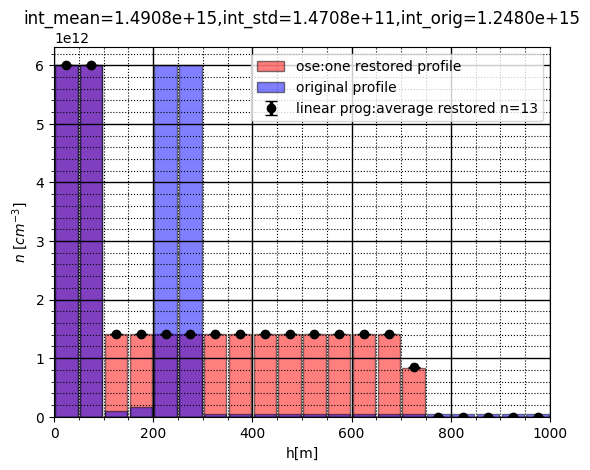 int_mean=1.4908e+15,int_std=1.4708e+11,int_orig=1.2480e+15
1e12
ose:one restored profile
original profile
linear prog:average restored n=13
6
5
4
3
2
1
0
n [cm⁻³]
0 200 400 600 800 1000
h[m]